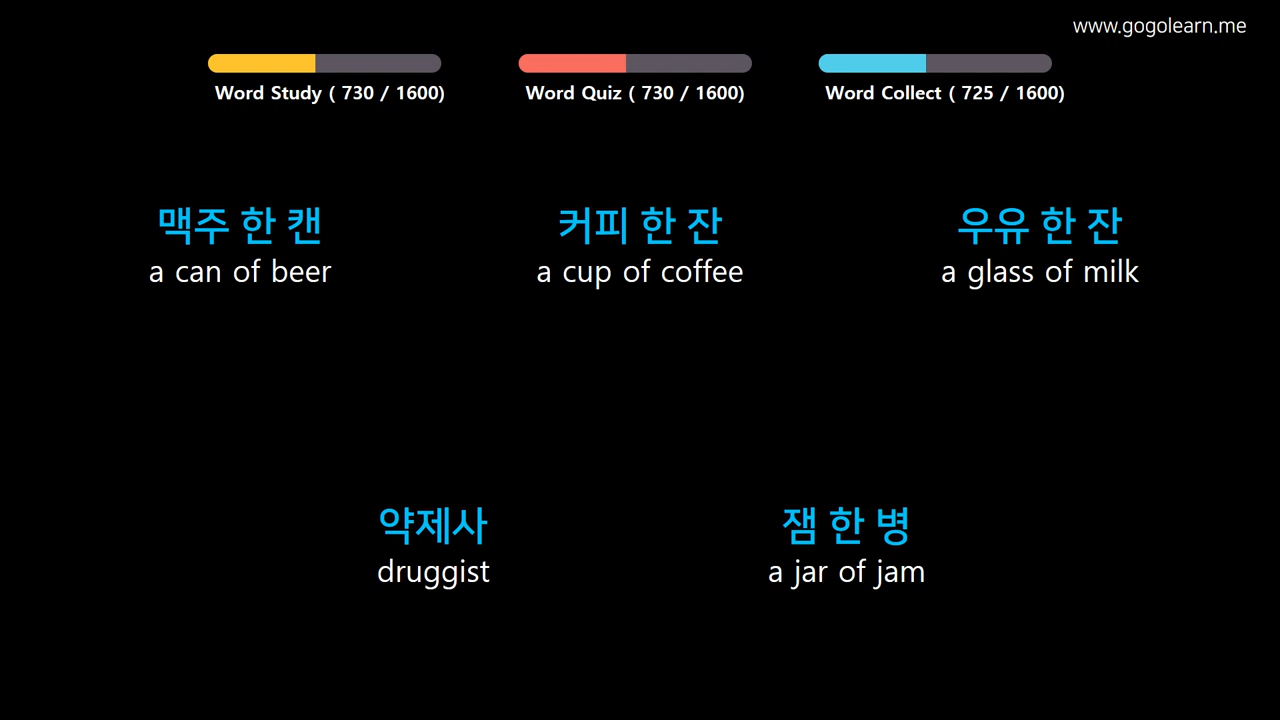 www.gogolearn.me
Word Study ( 730 / 1600)
Word Quiz ( 730 / 1600)
Word Collect ( 725 / 1600)
맥주 한 캔
a can of beer
커피 한 잔
a cup of coffee
우유 한 잔
a glass of milk
약제사
druggist
잼 한 병
a jar of jam